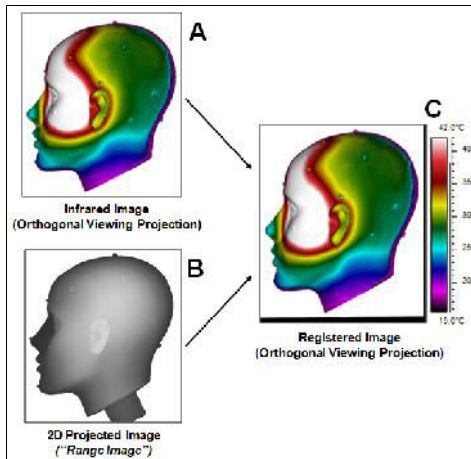 A
Infrared Image
(Orthogonal Viewing Projection)
B
2D Projected Image
("Range Image")
C
42.0°C
40
35
30
25
20
15.0°C
Registered Image
(Orthogonal Viewing Projection)